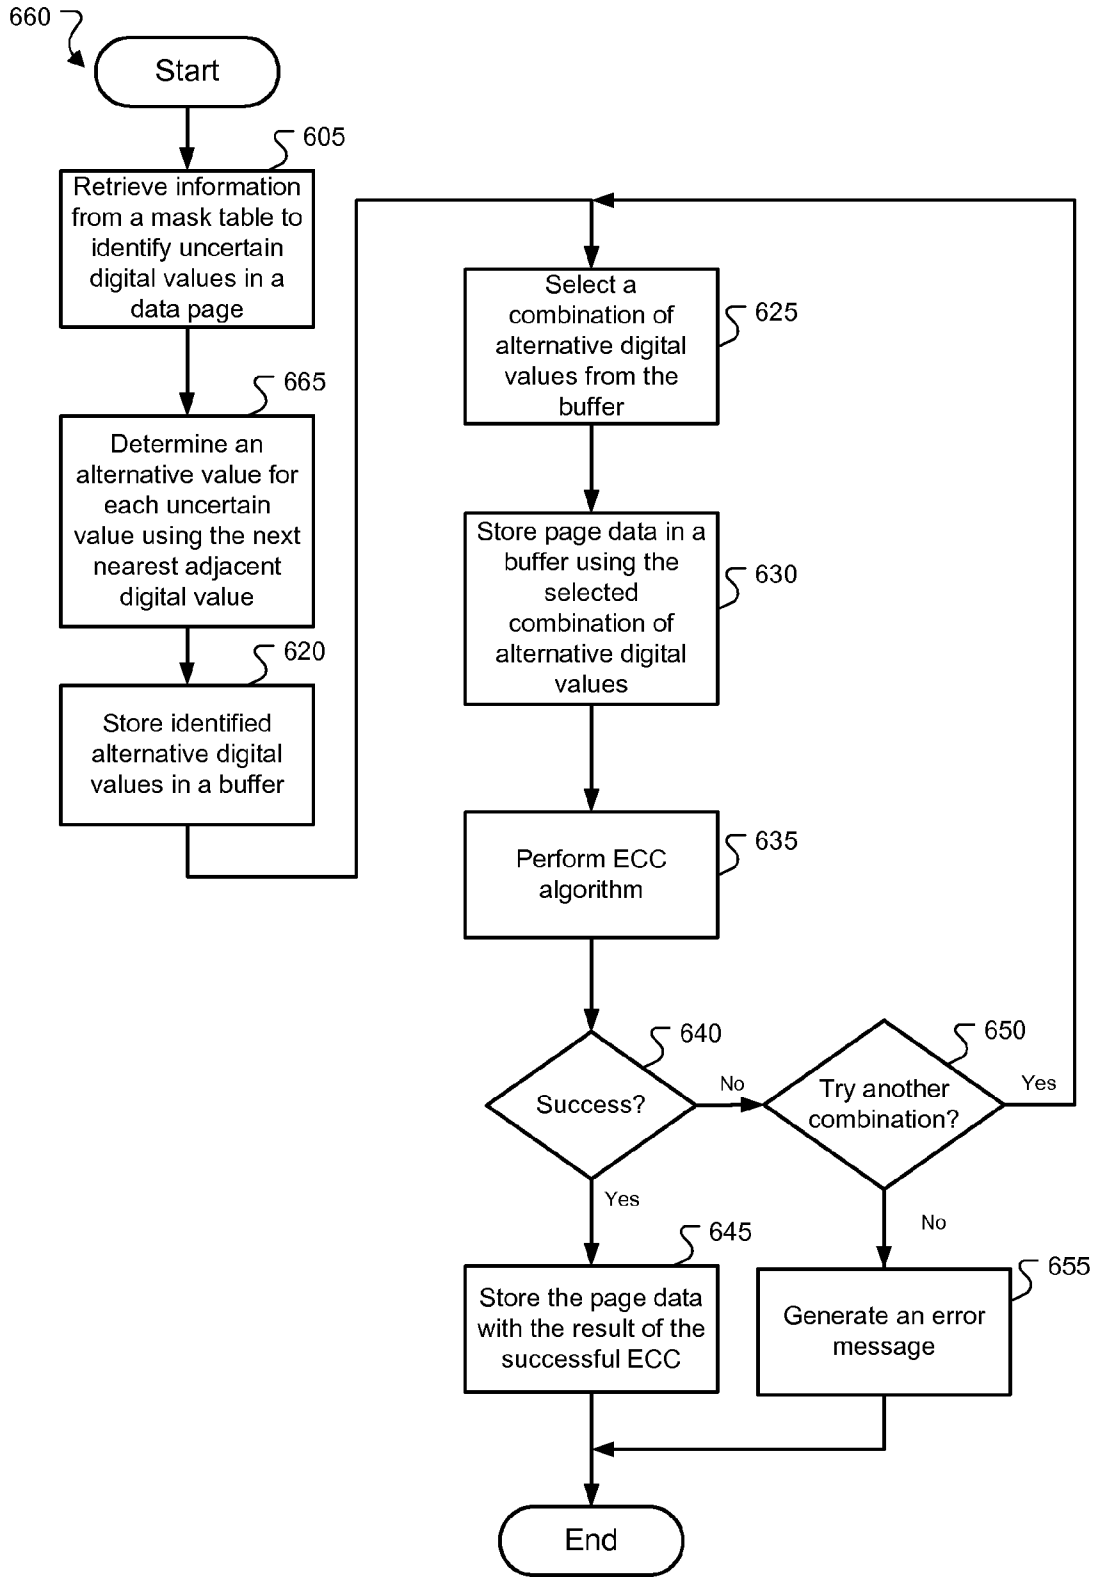 660
Start
605
Retrieve information
from a mask table to
identify uncertain
digital values in a
data page
665
Determine an
alternative value for
each uncertain
value using the next
nearest adjacent
digital value
620
Store identified
alternative digital
values in a buffer
625
Select a
combination of
alternative digital
values from the
buffer
630
Store page data in a
buffer using the
selected
combination of
alternative digital
values
635
Perform ECC
algorithm
640
Success?
No
650
Try another
combination?
Yes
Yes
No
645
Store the page data
with the result of the
successful ECC
655
Generate an error
message
End